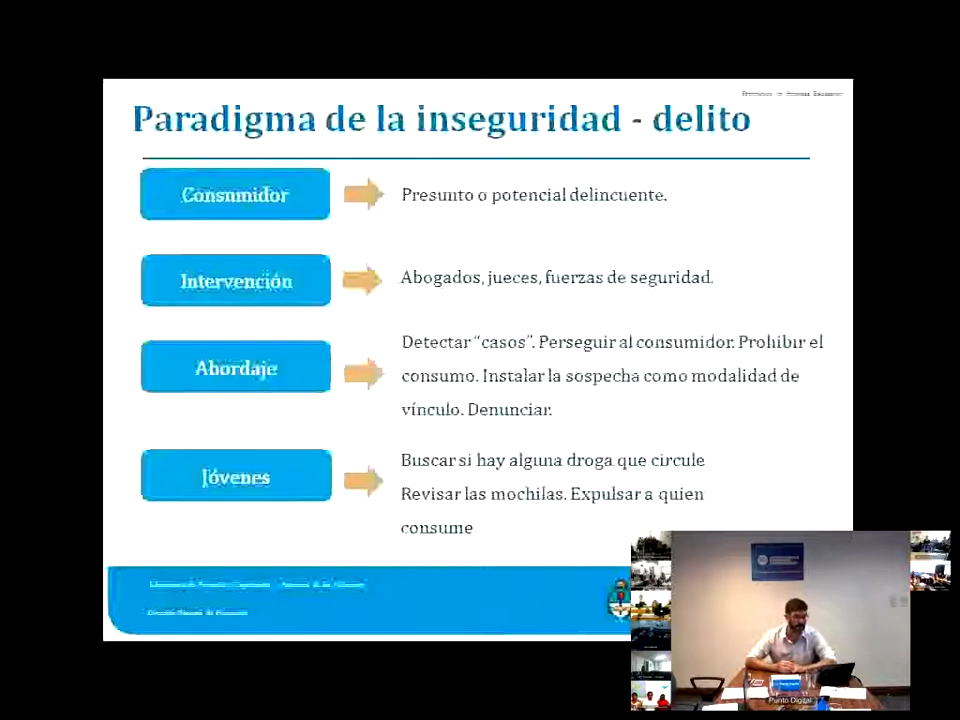 Paradigma de la inseguridad - delito
Consumidor
Presunto o potencial delincuente.
Intervención
Abogados, jueces, fuerzas de seguridad.
Abordaje
Detectar “casos”. Perseguir al consumidor. Prohibir el
consumo. Instalar la sospecha como modalidad de
vínculo. Denunciar.
Jóvenes
Buscar si hay alguna droga que circule
Revisar las mochilas. Expulsar a quien
consume
Punto Digital